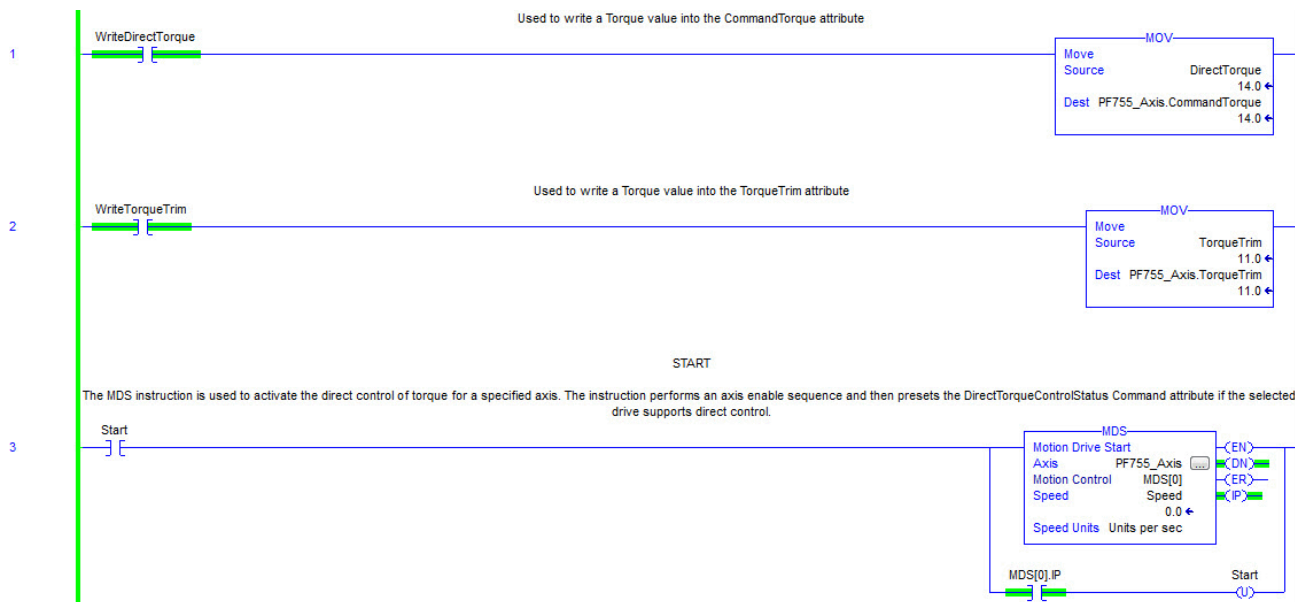 Used to write a Torque value into the CommandTorque attribute
WriteDirectTorque
1
MOV
Move
Source DirectTorque
14.0
Dest PF755_Axis.CommandTorque
14.0
Used to write a Torque value into the TorqueTrim attribute
WriteTorqueTrim
2
MOV
Move
Source TorqueTrim
11.0
Dest PF755_Axis.TorqueTrim
11.0
START
The MDS instruction is used to activate the direct control of torque for a specified axis. The instruction performs an axis enable sequence and then presets the DirectTorqueControlStatus Command attribute if the selected
drive supports direct control.
Start
3
MDS
Motion Drive Start (EN)
Axis PF755_Axis ... (DN)
Motion Control MDS[0] (ER)
Speed Speed (IP)
0.0
Speed Units Units per sec
MDS[0].IP Start
(U)